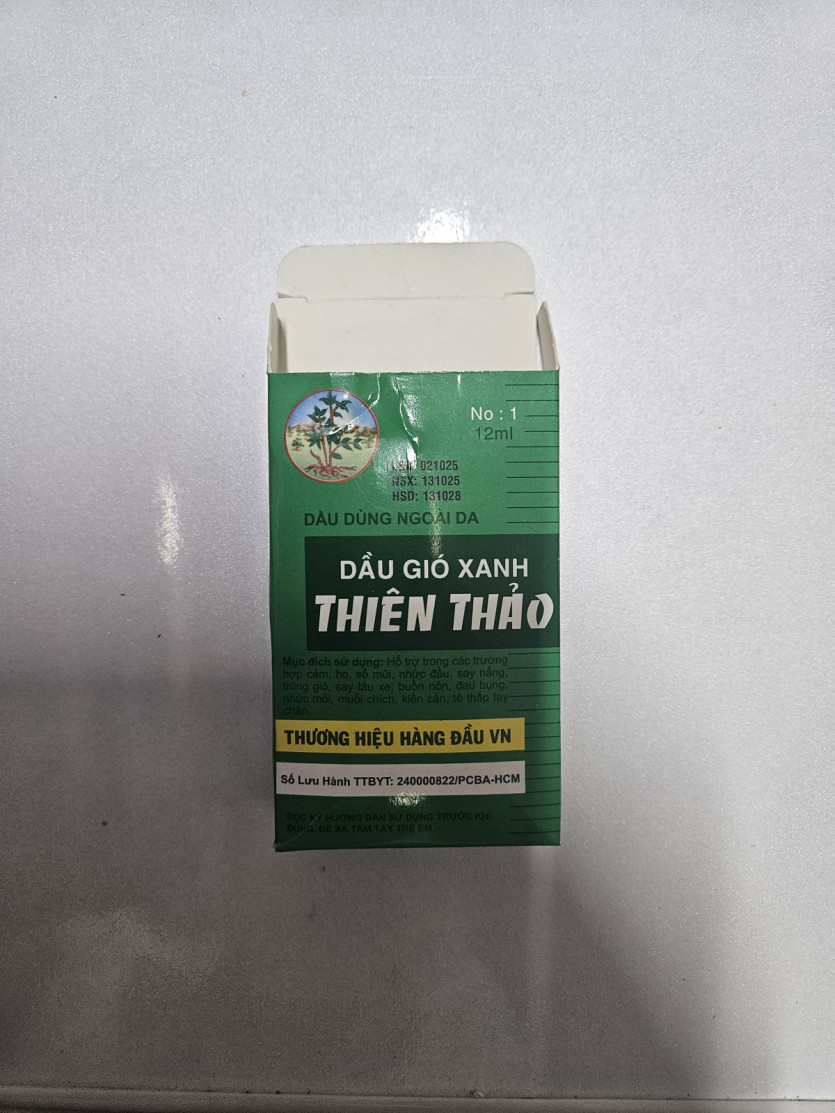 No : 1
12ml
LSX: 021025
NSX: 131025
HSD: 131028
DẦU DÙNG NGOÀI DA
DẦU GIÓ XANH
THIÊN THẢO
Mục đích sử dụng: Hỗ trợ trong các trường
hợp cảm, ho, sổ mũi, nhức đầu, say nắng,
trúng gió, say tàu xe, buồn nôn, đau bụng,
nhức mỏi, muỗi chích, kiến cắn, tê thấp tay
chân.
THƯƠNG HIỆU HÀNG ĐẦU VN
Số Lưu Hành TTBYT: 240000822/PCBA-HCM
ĐỌC KỸ HƯỚNG DẪN SỬ DỤNG TRƯỚC KHI
DÙNG. ĐỂ XA TẦM TAY TRẺ EM.